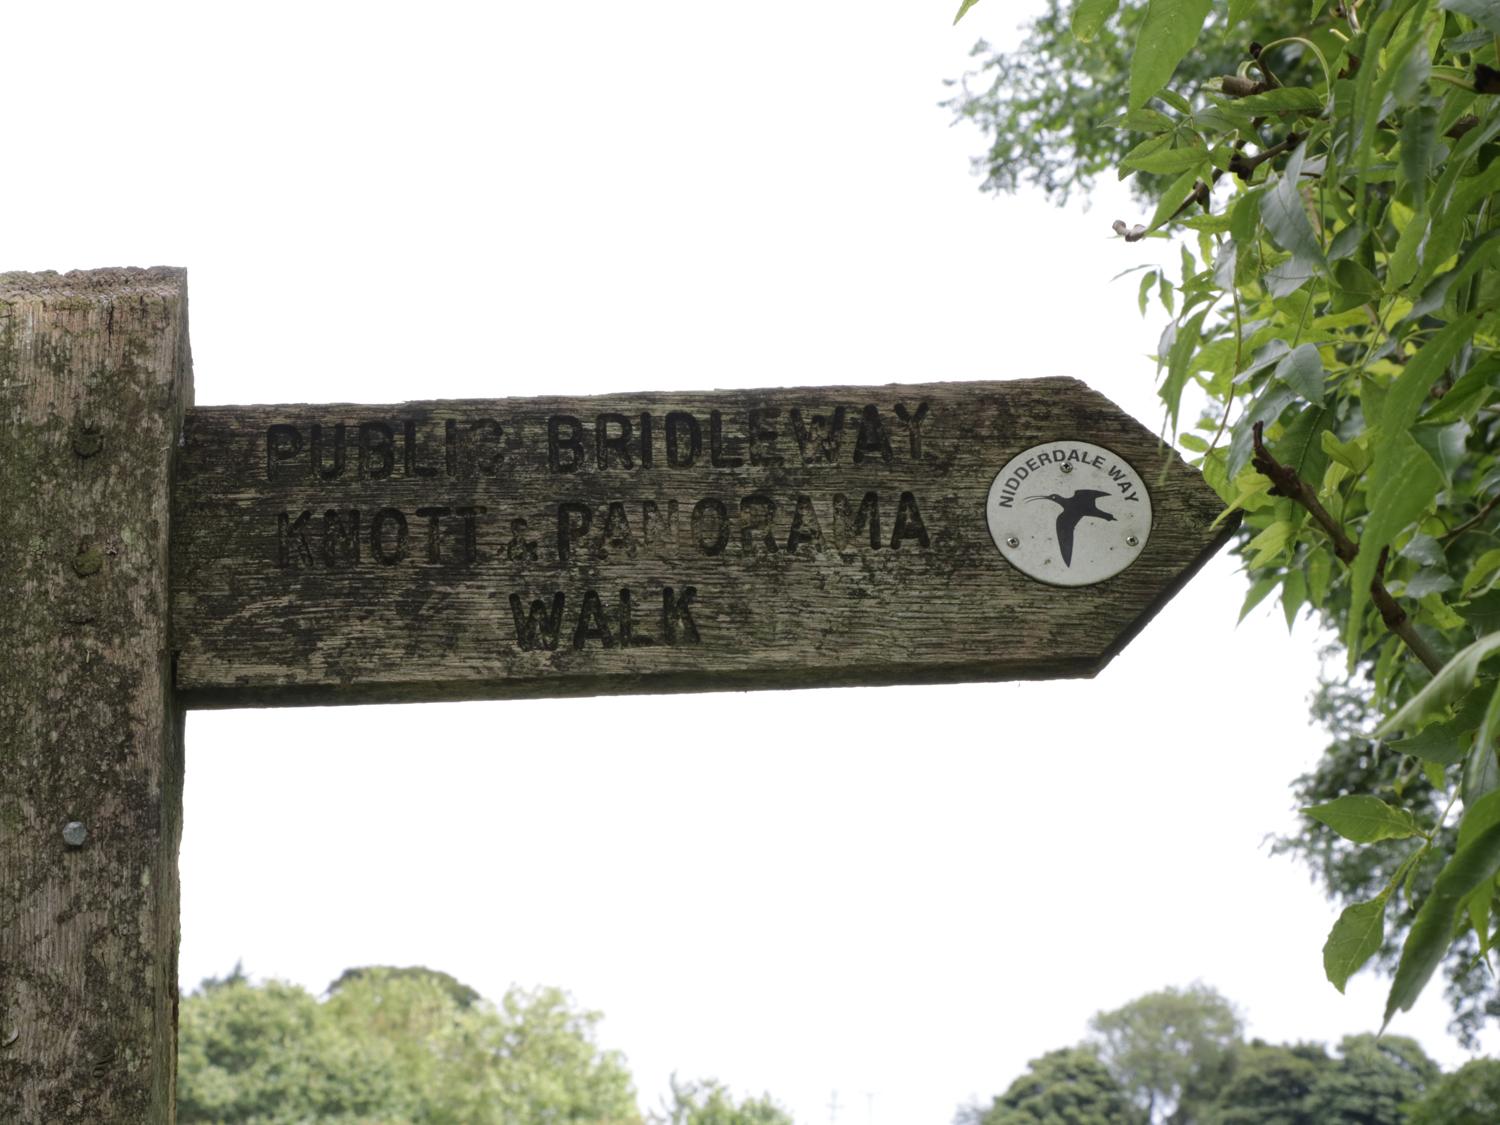 PUBLIC BRIDLEWAY
KNOTT & PANORAMA
WALK
NIDDERDALE WAY